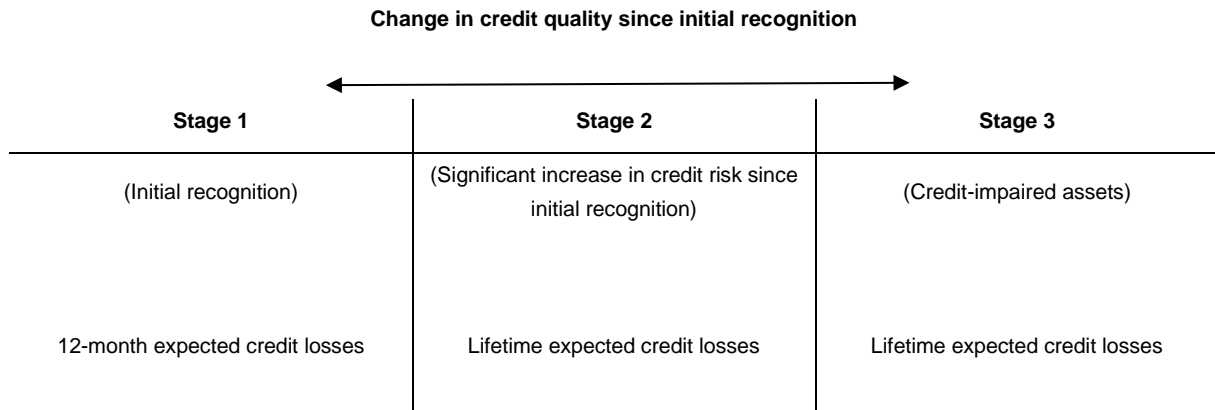 Change in credit quality since initial recognition
Stage 1
Stage 2
Stage 3
(Initial recognition)
(Significant increase in credit risk since
initial recognition)
(Credit-impaired assets)
12-month expected credit losses
Lifetime expected credit losses
Lifetime expected credit losses